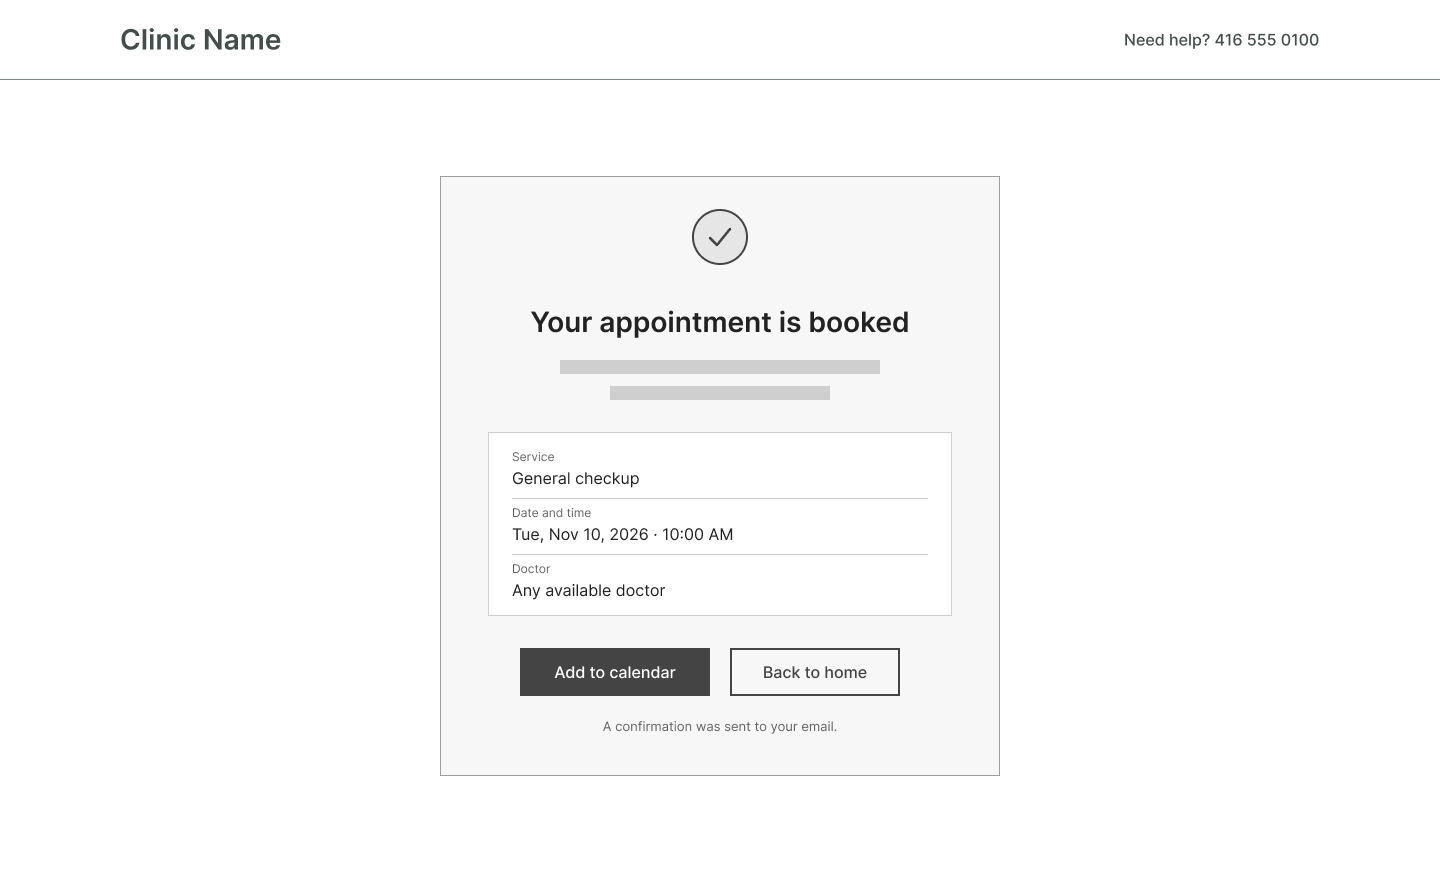 Clinic Name
Need help? 416 555 0100
Your appointment is booked
Service
General checkup
Date and time
Tue, Nov 10, 2026 · 10:00 AM
Doctor
Any available doctor
Add to calendar
Back to home
A confirmation was sent to your email.